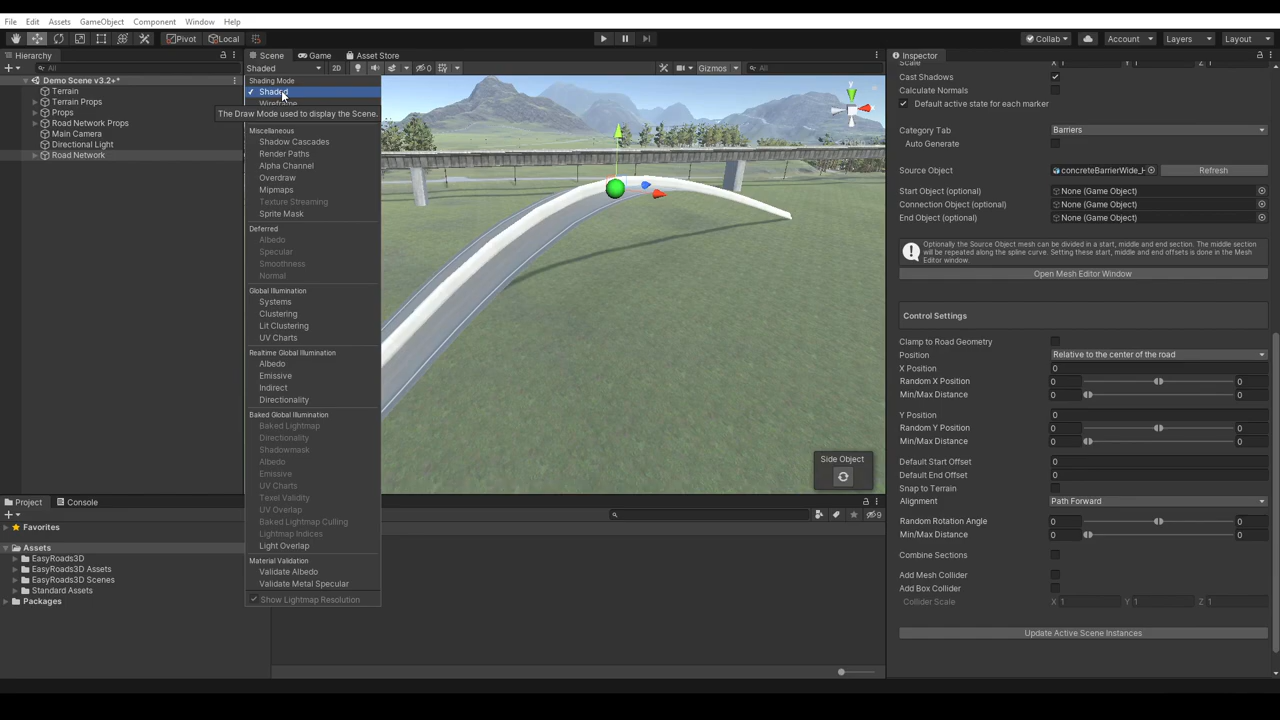 File Edit Assets GameObject Component Window Help
Pivot Local Collab Account Layers Layout
Hierarchy
All
Demo Scene v3.2+*
Terrain
Terrain Props
Props
Road Network Props
Main Camera
Directional Light
Road Network
Scene Game Asset Store
Shaded 2D 0 Gizmos All
Shading Mode
Shaded
Wireframe
The Draw Mode used to display the Scene.
Miscellaneous
Shadow Cascades
Render Paths
Alpha Channel
Overdraw
Mipmaps
Texture Streaming
Sprite Mask
Deferred
Albedo
Specular
Smoothness
Normal
Global Illumination
Systems
Clustering
Lit Clustering
UV Charts
Realtime Global Illumination
Albedo
Emissive
Indirect
Directionality
Baked Global Illumination
Baked Lightmap
Directionality
Shadowmask
Albedo
Emissive
UV Charts
Texel Validity
UV Overlap
Baked Lightmap Culling
Lightmap Indices
Light Overlap
Material Validation
Validate Albedo
Validate Metal Specular
Show Lightmap Resolution
y
Side Object
Project Console
9
Favorites
Assets
EasyRoads3D
EasyRoads3D Assets
EasyRoads3D Scenes
Standard Assets
Packages
Inspector
Scale X 1 Y 1 Z 1
Cast Shadows
Calculate Normals
Default active state for each marker
Category Tab Barriers
Auto Generate
Source Object concreteBarrierWide_H Refresh
Start Object (optional) None (Game Object)
Connection Object (optional) None (Game Object)
End Object (optional) None (Game Object)
Optionally the Source Object mesh can be divided in a start, middle and end section. The middle section
will be repeated along the spline curve. Setting these start, middle and end offsets is done in the Mesh
Editor window.
Open Mesh Editor Window
Control Settings
Clamp to Road Geometry
Position Relative to the center of the road
X Position 0
Random X Position 0 0
Min/Max Distance 0 0
Y Position 0
Random Y Position 0 0
Min/Max Distance 0 0
Default Start Offset 0
Default End Offset 0
Snap to Terrain
Alignment Path Forward
Random Rotation Angle 0 0
Min/Max Distance 0 0
Combine Sections
Add Mesh Collider
Add Box Collider
Collider Scale X 1 Y 1 Z 1
Update Active Scene Instances